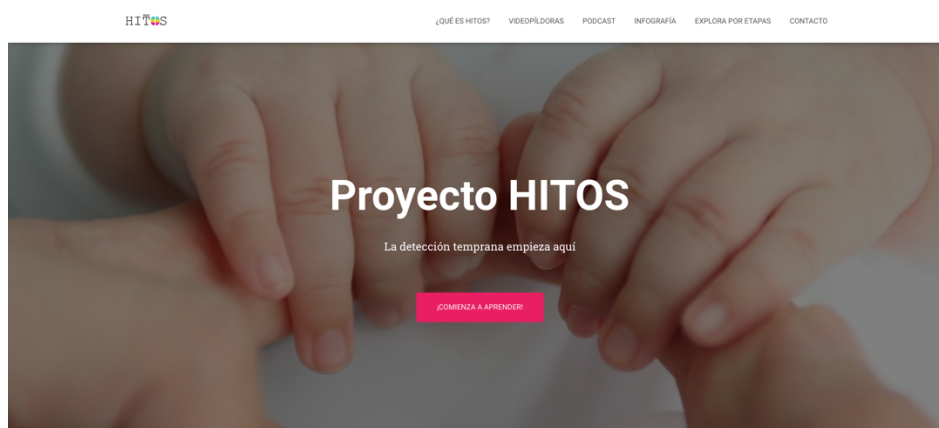 HITOS
¿QUÉ ES HITOS? VIDEOPÍLDORAS PODCAST INFOGRAFÍA EXPLORA POR ETAPAS CONTACTO
Proyecto HITOS
La detección temprana empieza aquí
¡COMIENZA A APRENDER!